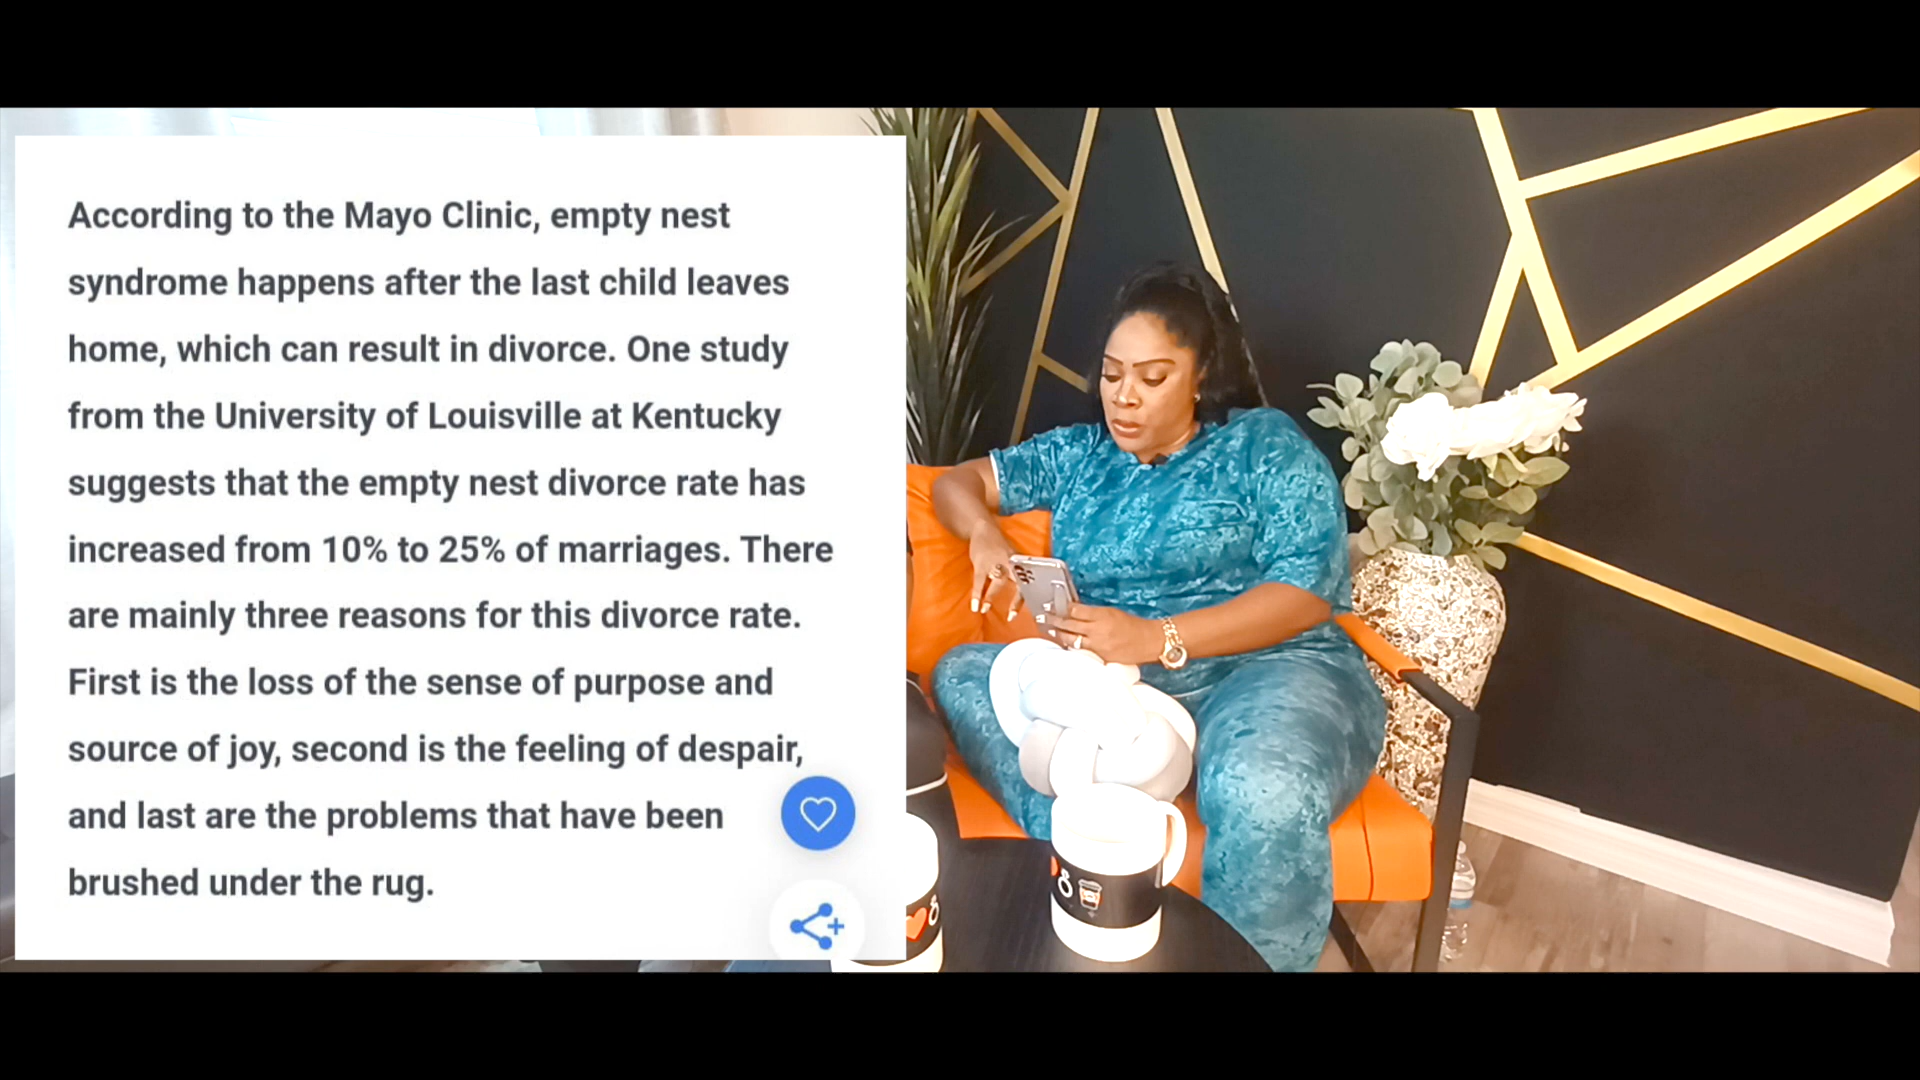 According to the Mayo Clinic, empty nest
syndrome happens after the last child leaves
home, which can result in divorce. One study
from the University of Louisville at Kentucky
suggests that the empty nest divorce rate has
increased from 10% to 25% of marriages. There
are mainly three reasons for this divorce rate.
First is the loss of the sense of purpose and
source of joy, second is the feeling of despair,
and last are the problems that have been
brushed under the rug.